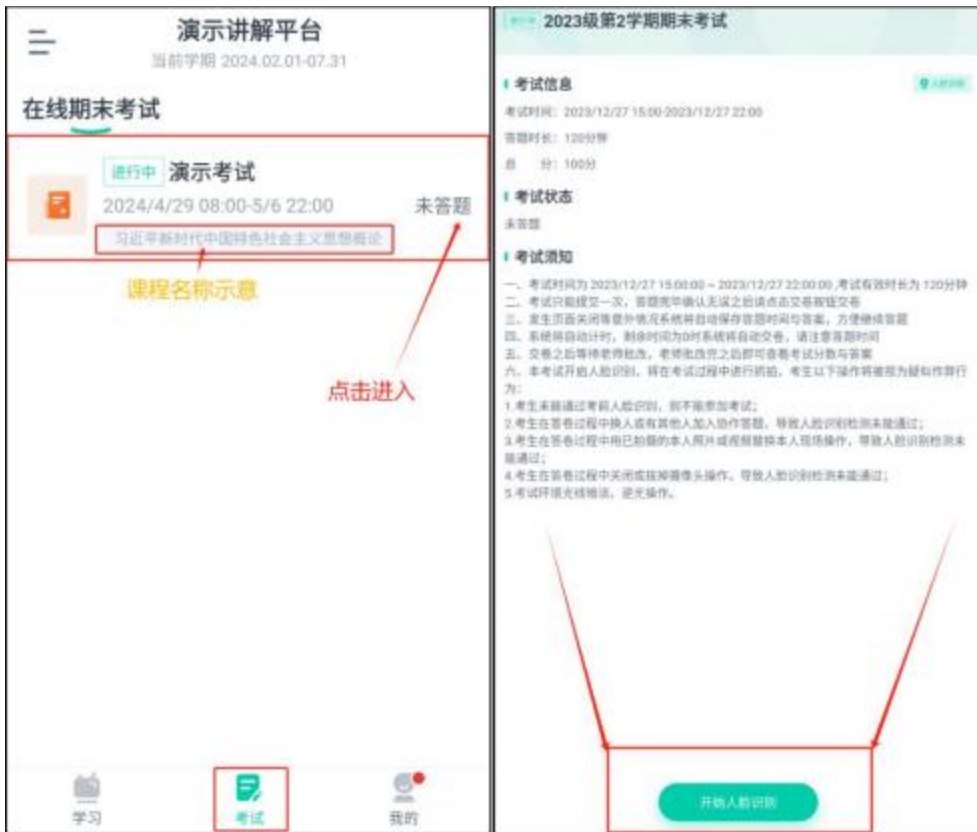 演示讲解平台
当前学期 2024.02.01-07.31
在线期末考试
进行中 演示考试
2024/4/29 08:00-5/6 22:00 未答题
习近平新时代中国特色社会主义思想概论
课程名称示意
点击进入
学习
考试
我的
进行中 2023级第2学期期末考试
考试信息 人脸识别
考试时间：2023/12/27 15:00-2023/12/27 22:00
答题时长：120分钟
总 分：100分
考试状态
未答题
考试须知
一、考试时间为 2023/12/27 15:00:00 ~ 2023/12/27 22:00:00 ,考试有效时长为 120分钟
二、考试只能提交一次，答题完毕确认无误之后请点击交卷按钮交卷
三、发生页面关闭等意外情况系统将自动保存答题时间与答案，方便继续答题
四、系统将自动计时，剩余时间为0时系统将自动交卷，请注意答题时间
五、交卷之后等待老师批改，老师批改完之后即可查看考试分数与答案
六、本考试开启人脸识别，将在考试过程中进行抓拍，考生以下操作将被视为疑似作弊行
为：
1.考生未能通过考前人脸识别，则不能参加考试；
2.考生在答卷过程中换人或有其他人加入协作答题，导致人脸识别检测未能通过；
3.考生在答卷过程中用已拍摄的本人照片或视频替换本人现场操作，导致人脸识别检测未
能通过；
4.考生在答卷过程中关闭或拔掉摄像头操作，导致人脸识别检测未能通过；
5.考试环境光线暗淡，逆光操作。
开始人脸识别